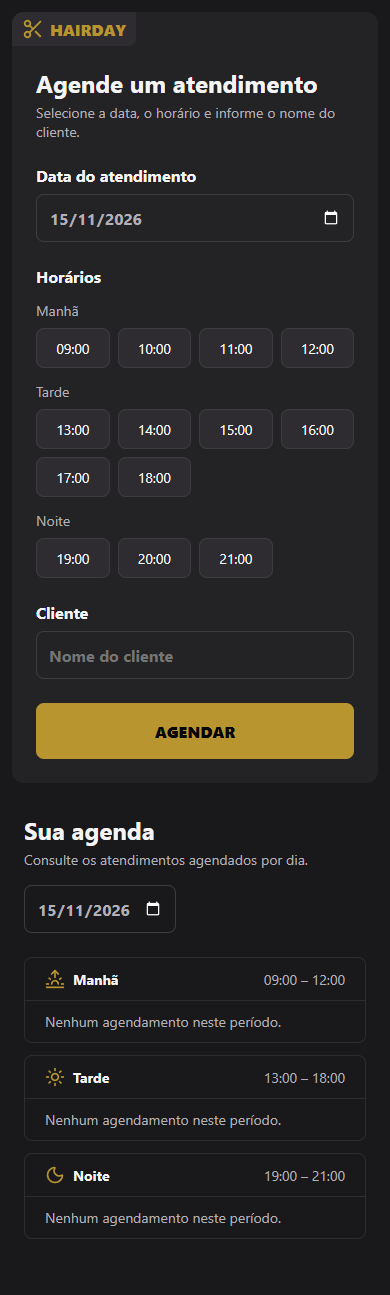 HAIRDAY
Agende um atendimento
Selecione a data, o horário e informe o nome do
cliente.
Data do atendimento
15/11/2026
Horários
Manhã
09:00 10:00 11:00 12:00
Tarde
13:00 14:00 15:00 16:00
17:00 18:00
Noite
19:00 20:00 21:00
Cliente
Nome do cliente
AGENDAR
Sua agenda
Consulte os atendimentos agendados por dia.
15/11/2026
Manhã 09:00 – 12:00
Nenhum agendamento neste período.
Tarde 13:00 – 18:00
Nenhum agendamento neste período.
Noite 19:00 – 21:00
Nenhum agendamento neste período.